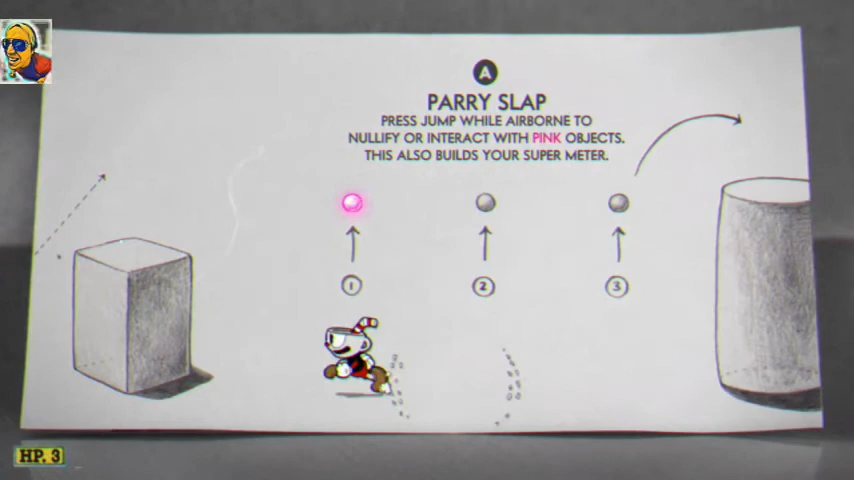 A
PARRY SLAP
PRESS JUMP WHILE AIRBORNE TO
NULLIFY OR INTERACT WITH PINK OBJECTS.
THIS ALSO BUILDS YOUR SUPER METER.
1 2 3
HP. 3